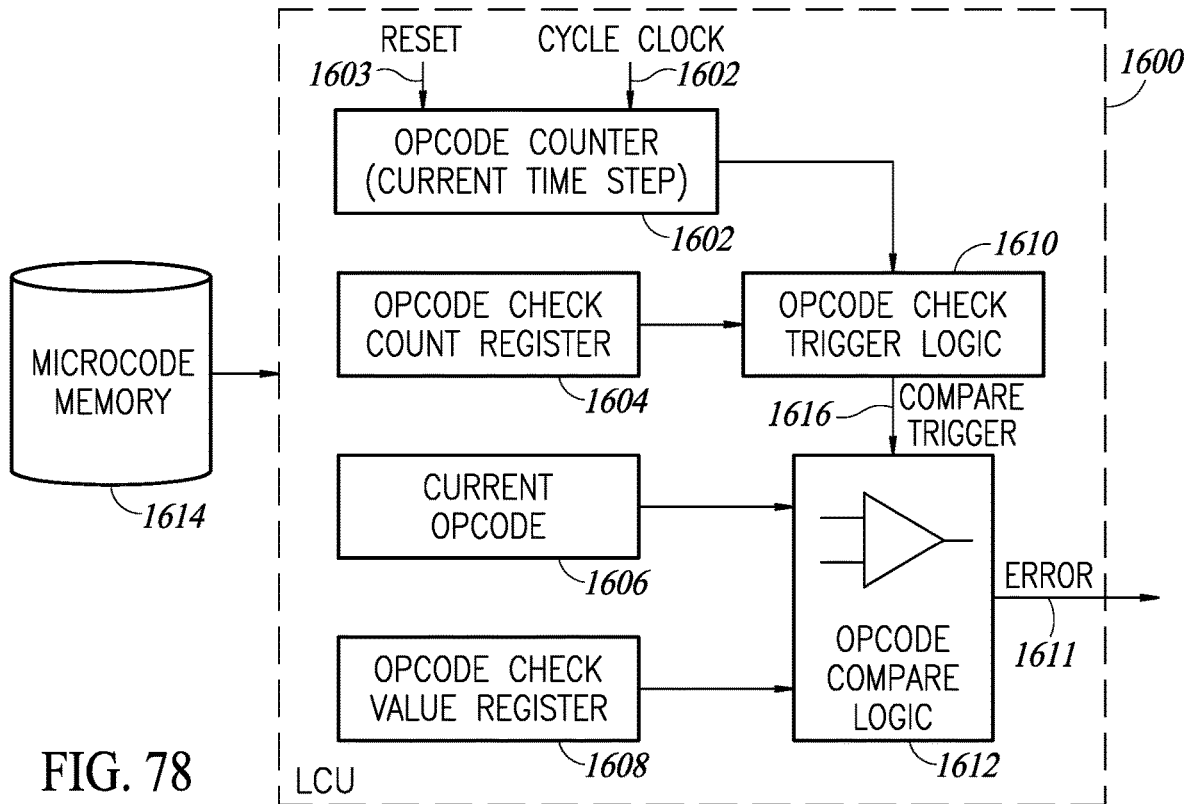 RESET
CYCLE CLOCK
1603
1602
1600
OPCODE COUNTER
(CURRENT TIME STEP)
1602
1610
OPCODE CHECK
COUNT REGISTER
1604
OPCODE CHECK
TRIGGER LOGIC
MICROCODE
MEMORY
1614
1616
COMPARE
TRIGGER
CURRENT
OPCODE
1606
ERROR
1611
OPCODE CHECK
VALUE REGISTER
1608
OPCODE
COMPARE
LOGIC
1612
LCU
FIG. 78